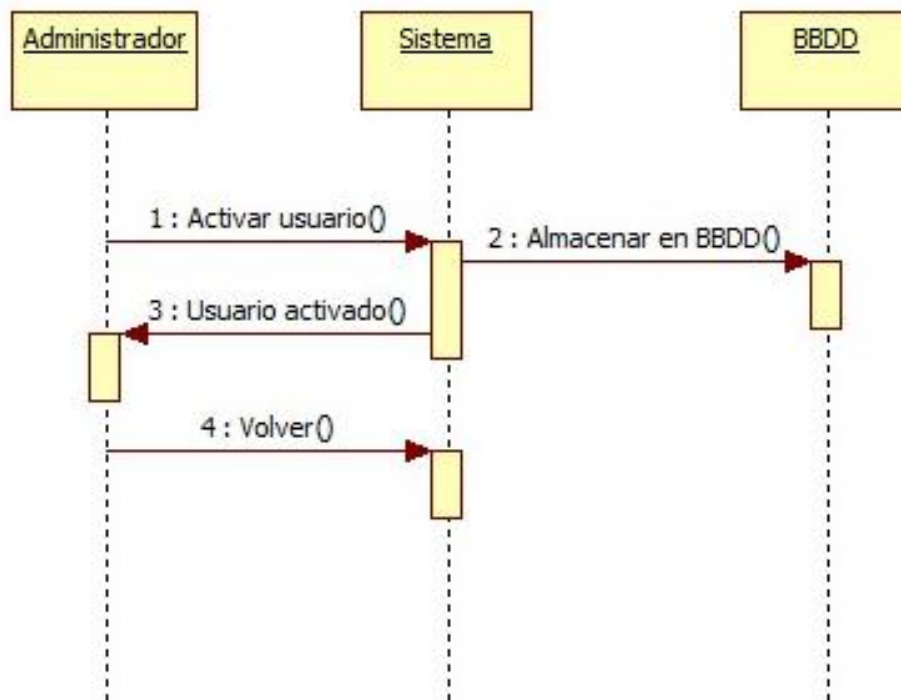 Administrador
Sistema
BBDD
1 : Activar usuario()
2 : Almacenar en BBDD()
3 : Usuario activado()
4 : Volver()